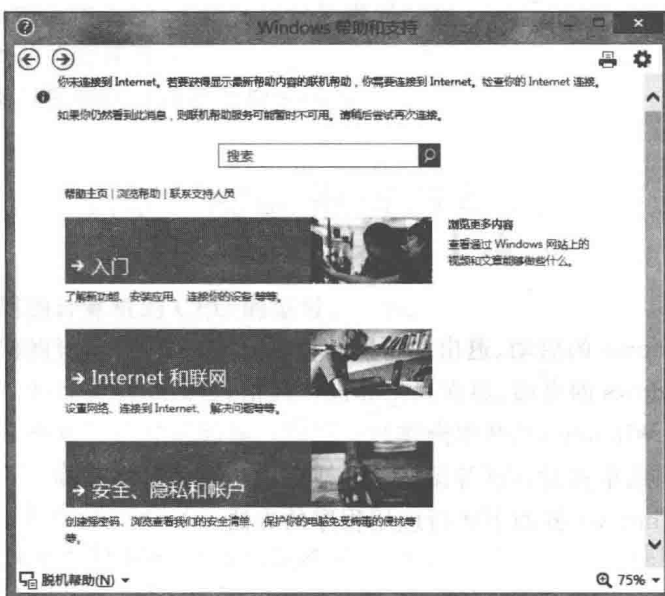 Windows 帮助和支持
你未连接到 Internet。若要获得显示最新帮助内容的联机帮助，你需要连接到 Internet。检查你的 Internet 连接。
如果你仍然看到此消息，则联机帮助服务可能暂时不可用。请稍后尝试再次连接。
搜索
帮助主页 | 浏览帮助 | 联系支持人员
浏览更多内容
查看通过 Windows 网站上的
视频和文章能够做些什么。
→ 入门
了解新功能、安装应用、连接你的设备 等等。
→ Internet 和联网
设置网络、连接到 Internet、 解决问题等等。
→ 安全、隐私和帐户
创建强密码、浏览查看我们的安全清单、保护你的电脑免受病毒的侵扰等
等。
脱机帮助(N)
75%